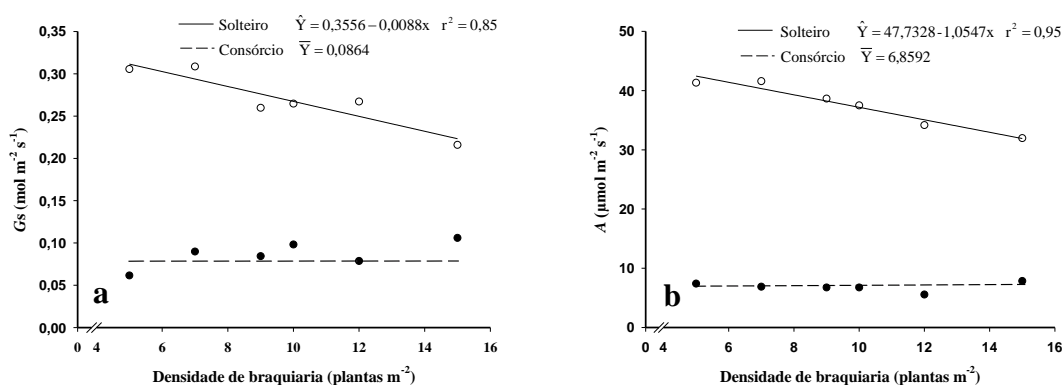 Solteiro Ŷ = 0,3556 – 0,0088x r² = 0,85
Consórcio Y̅ = 0,0864
0,35
0,30
0,25
0,20
0,15
0,10
0,05
0,00
Gs (mol m⁻² s⁻¹)
a
0 4 6 8 10 12 14 16
Densidade de braquiaria (plantas m⁻²)
Solteiro Ŷ = 47,7328 - 1,0547x r² = 0,95
Consórcio Y̅ = 6,8592
50
40
30
20
10
0
A (µmol m⁻² s⁻¹)
b
0 4 6 8 10 12 14 16
Densidade de braquiaria (plantas m⁻²)